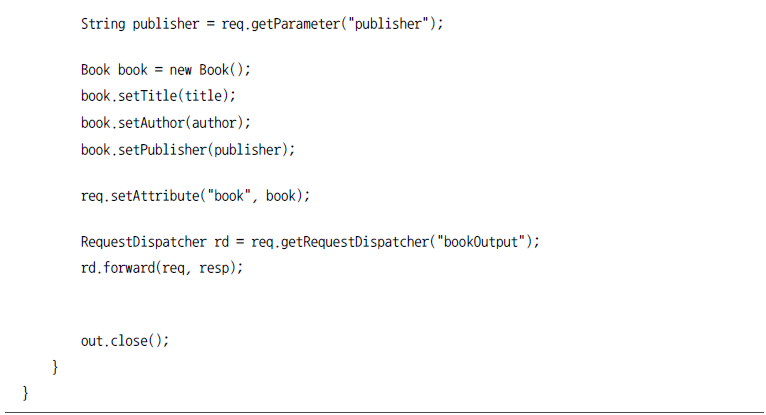 String publisher = req.getParameter("publisher");
Book book = new Book();
book.setTitle(title);
book.setAuthor(author);
book.setPublisher(publisher);
req.setAttribute("book", book);
RequestDispatcher rd = req.getRequestDispatcher("bookOutput");
rd.forward(req, resp);
out.close();
}
}